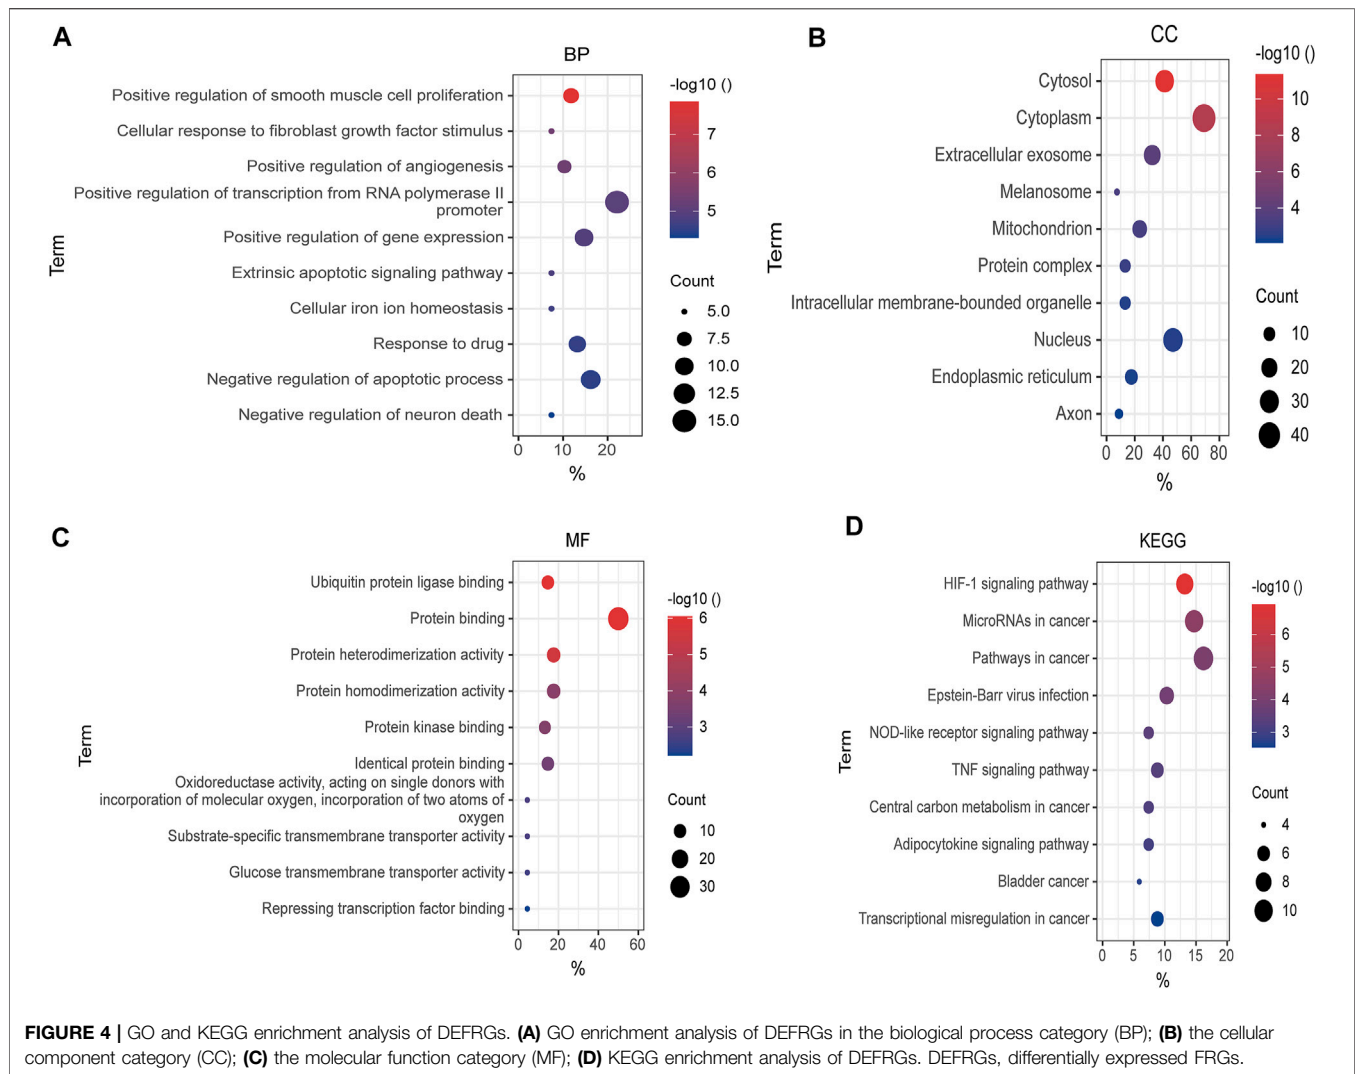 A
BP
Term
Positive regulation of smooth muscle cell proliferation
Cellular response to fibroblast growth factor stimulus
Positive regulation of angiogenesis
Positive regulation of transcription from RNA polymerase II
promoter
Positive regulation of gene expression
Extrinsic apoptotic signaling pathway
Cellular iron ion homeostasis
Response to drug
Negative regulation of apoptotic process
Negative regulation of neuron death
0 10 20
%
-log10 ()
7
6
5
Count
5.0
7.5
10.0
12.5
15.0
B
CC
Term
Cytosol
Cytoplasm
Extracellular exosome
Melanosome
Mitochondrion
Protein complex
Intracellular membrane-bounded organelle
Nucleus
Endoplasmic reticulum
Axon
0 20 40 60 80
%
-log10 ()
10
8
6
4
Count
10
20
30
40
C
MF
Term
Ubiquitin protein ligase binding
Protein binding
Protein heterodimerization activity
Protein homodimerization activity
Protein kinase binding
Identical protein binding
Oxidoreductase activity, acting on single donors with
incorporation of molecular oxygen, incorporation of two atoms of
oxygen
Substrate-specific transmembrane transporter activity
Glucose transmembrane transporter activity
Repressing transcription factor binding
0 20 40 60
%
-log10 ()
6
5
4
3
Count
10
20
30
D
KEGG
Term
HIF-1 signaling pathway
MicroRNAs in cancer
Pathways in cancer
Epstein-Barr virus infection
NOD-like receptor signaling pathway
TNF signaling pathway
Central carbon metabolism in cancer
Adipocytokine signaling pathway
Bladder cancer
Transcriptional misregulation in cancer
0 5 10 15 20
%
-log10 ()
6
5
4
3
Count
4
6
8
10
FIGURE 4 | GO and KEGG enrichment analysis of DEFRGs. (A) GO enrichment analysis of DEFRGs in the biological process category (BP); (B) the cellular
component category (CC); (C) the molecular function category (MF); (D) KEGG enrichment analysis of DEFRGs. DEFRGs, differentially expressed FRGs.